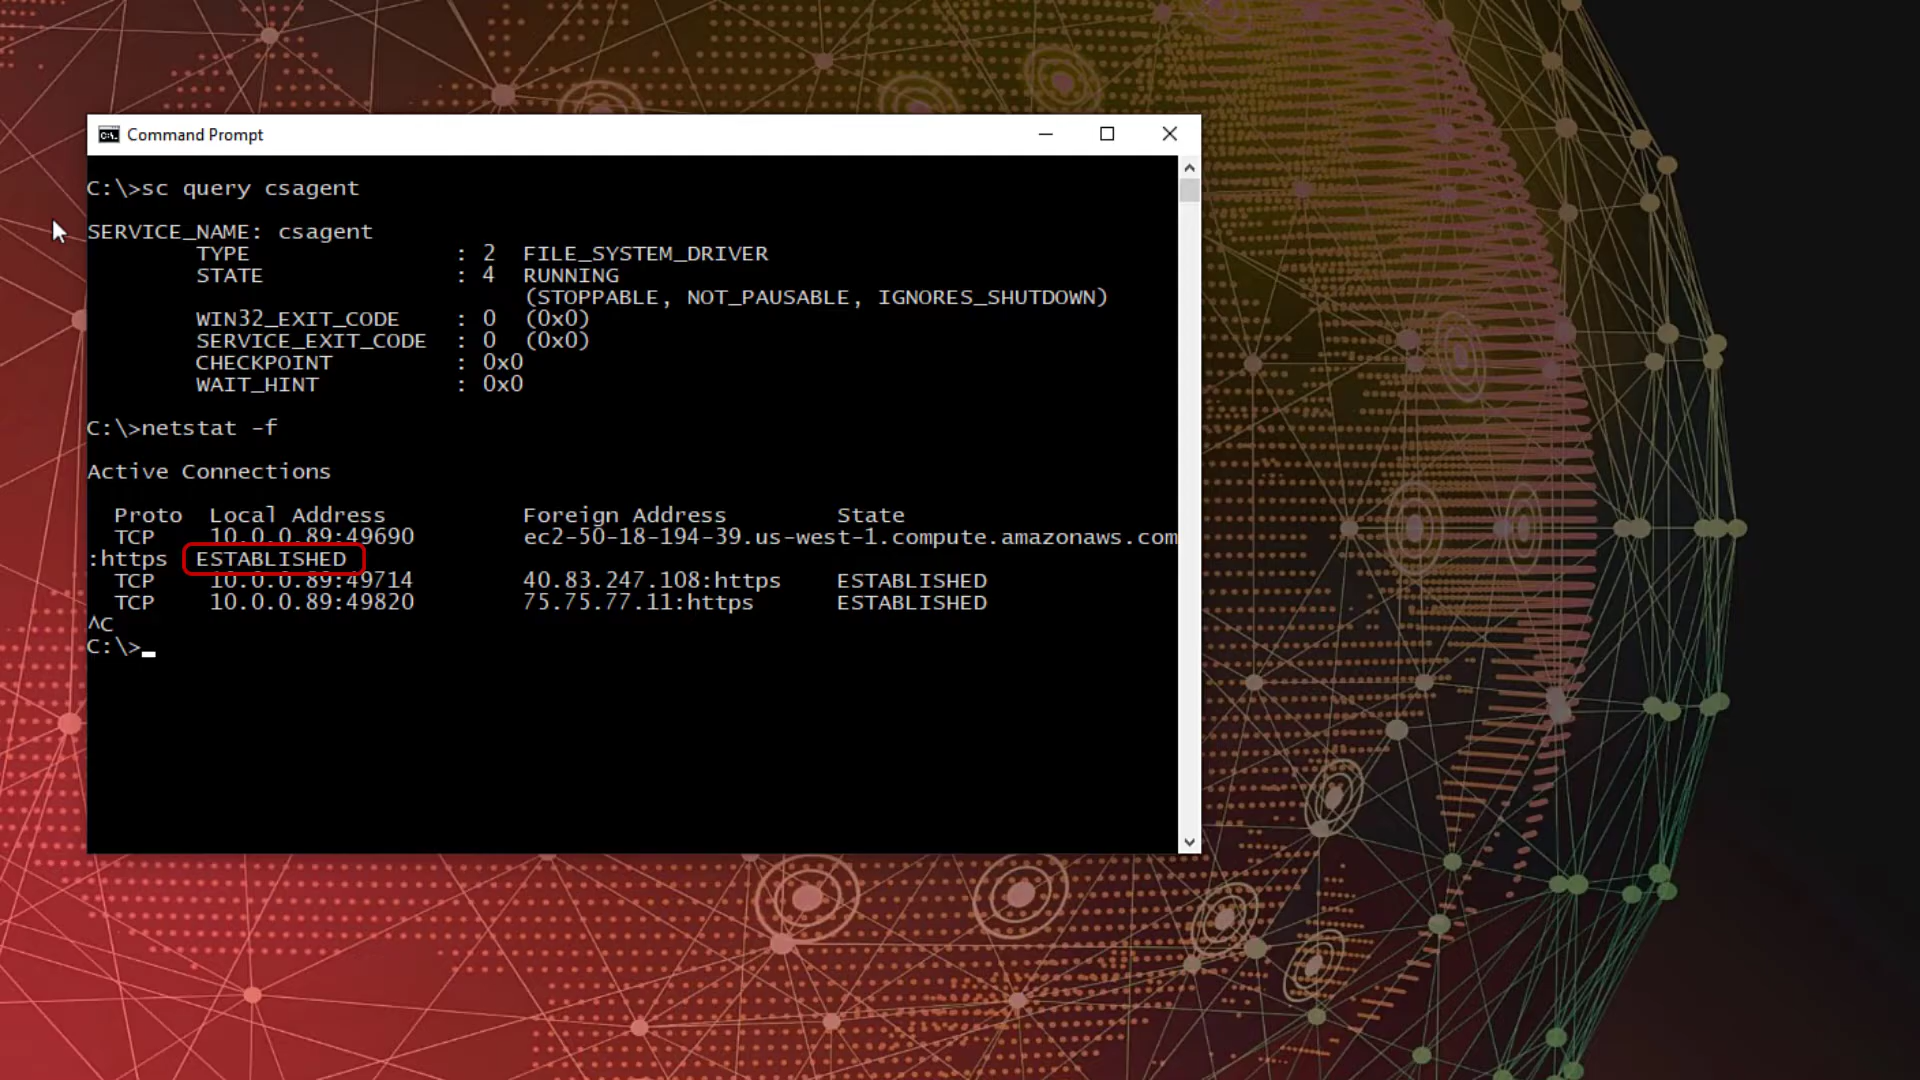 Command Prompt
C:\>sc query csagent
SERVICE_NAME: csagent
TYPE : 2 FILE_SYSTEM_DRIVER
STATE : 4 RUNNING
(STOPPABLE, NOT_PAUSABLE, IGNORES_SHUTDOWN)
WIN32_EXIT_CODE : 0 (0x0)
SERVICE_EXIT_CODE : 0 (0x0)
CHECKPOINT : 0x0
WAIT_HINT : 0x0
C:\>netstat -f
Active Connections
Proto Local Address Foreign Address State
TCP 10.0.0.89:49690 ec2-50-18-194-39.us-west-1.compute.amazonaws.com
:https ESTABLISHED
TCP 10.0.0.89:49714 40.83.247.108:https ESTABLISHED
TCP 10.0.0.89:49820 75.75.77.11:https ESTABLISHED
^C
C:\>